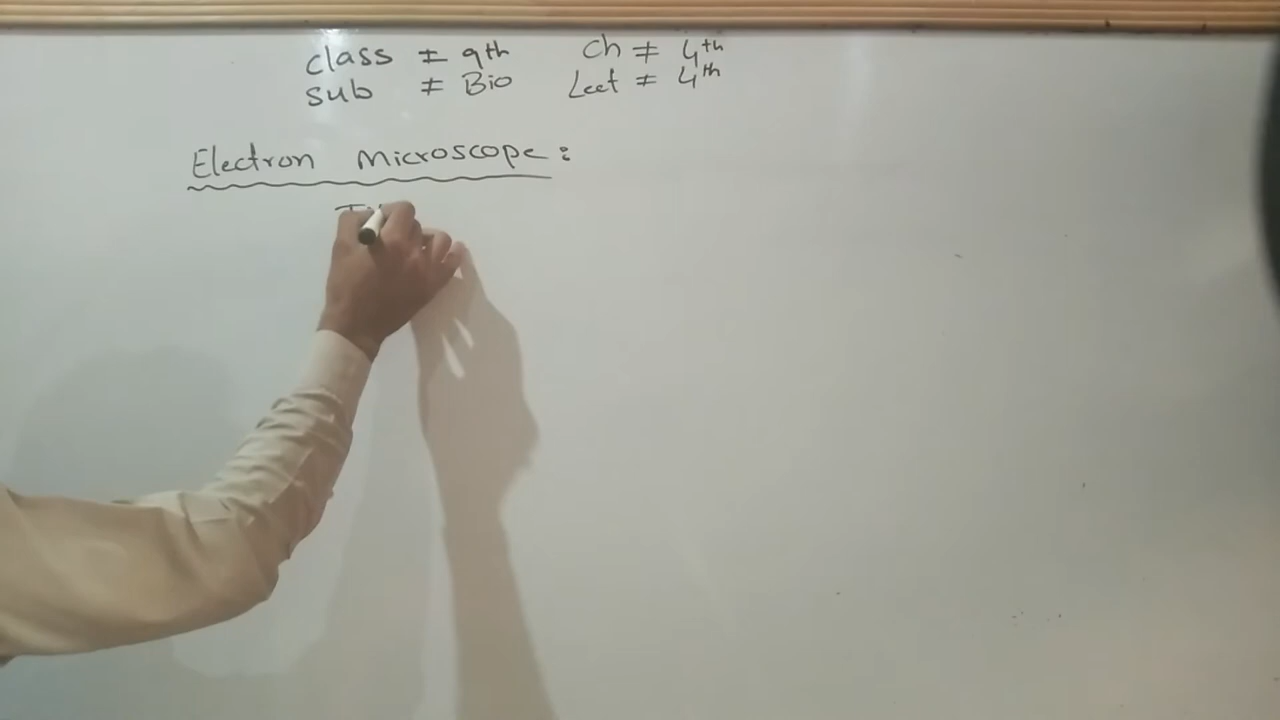 class ≠ 9th Ch ≠ 4th
Sub ≠ Bio Lect ≠ 4th
Electron Microscope :